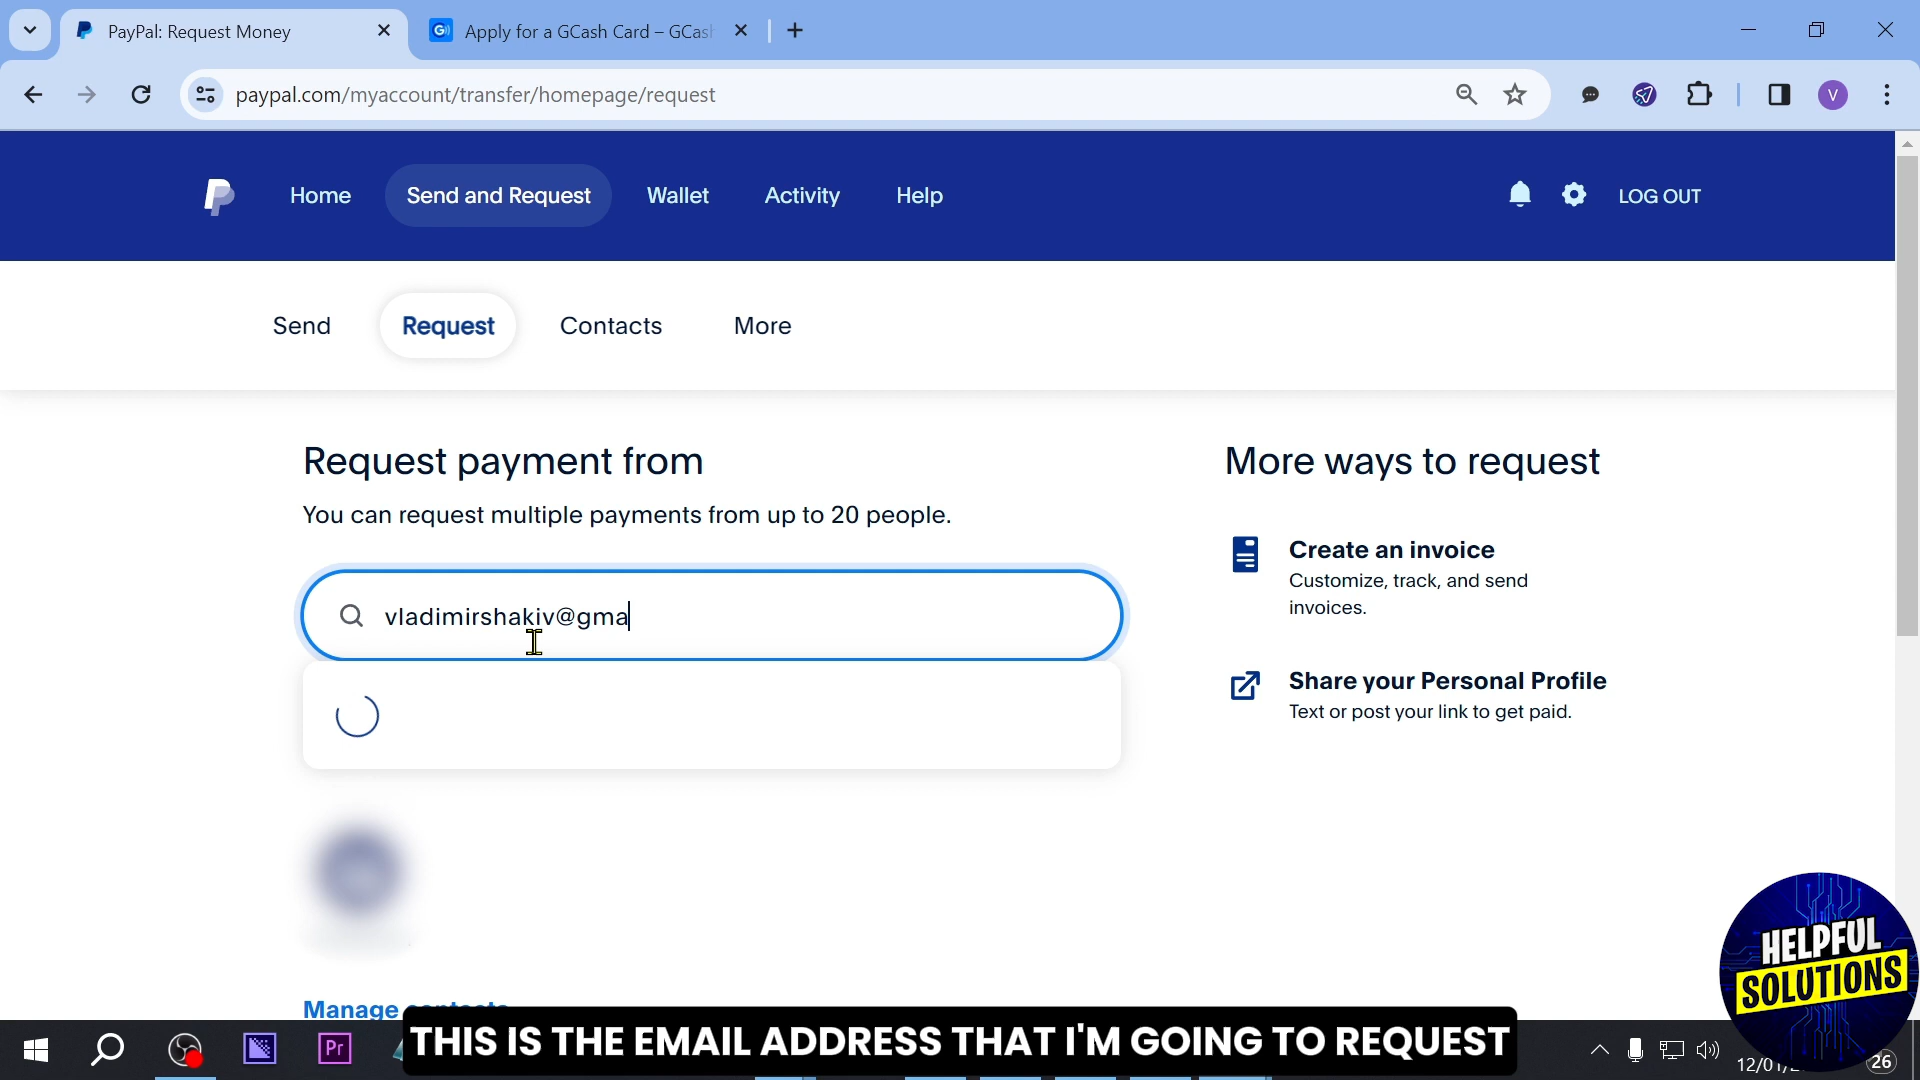 PayPal: Request Money
Apply for a GCash Card – GCas
paypal.com/myaccount/transfer/homepage/request
V
Home
Send and Request
Wallet
Activity
Help
LOG OUT
Send
Request
Contacts
More
Request payment from
You can request multiple payments from up to 20 people.
vladimirshakiv@gma
More ways to request
Create an invoice
Customize, track, and send
invoices.
Share your Personal Profile
Text or post your link to get paid.
Manage contacts
HELPFUL
SOLUTIONS
Pr
THIS IS THE EMAIL ADDRESS THAT I'M GOING TO REQUEST
12/01/
26